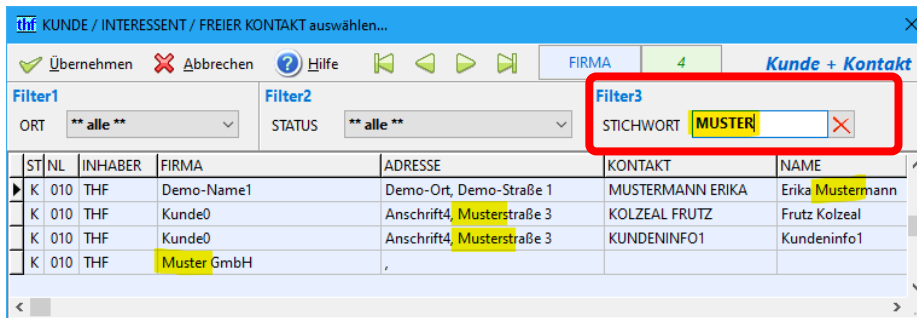 thf KUNDE / INTERESSENT / FREIER KONTAKT auswählen...
Übernehmen Abbrechen Hilfe FIRMA 4 Kunde + Kontakt
Filter1 Filter2 Filter3
ORT ** alle ** STATUS ** alle ** STICHWORT MUSTER
ST NL INHABER FIRMA ADRESSE KONTAKT NAME
K 010 THF Demo-Name1 Demo-Ort, Demo-Straße 1 MUSTERMANN ERIKA Erika Mustermann
K 010 THF Kunde0 Anschrift4, Musterstraße 3 KOLZEAL FRUTZ Frutz Kolzeal
K 010 THF Kunde0 Anschrift4, Musterstraße 3 KUNDENINFO1 Kundeninfo1
K 010 THF Muster GmbH ,